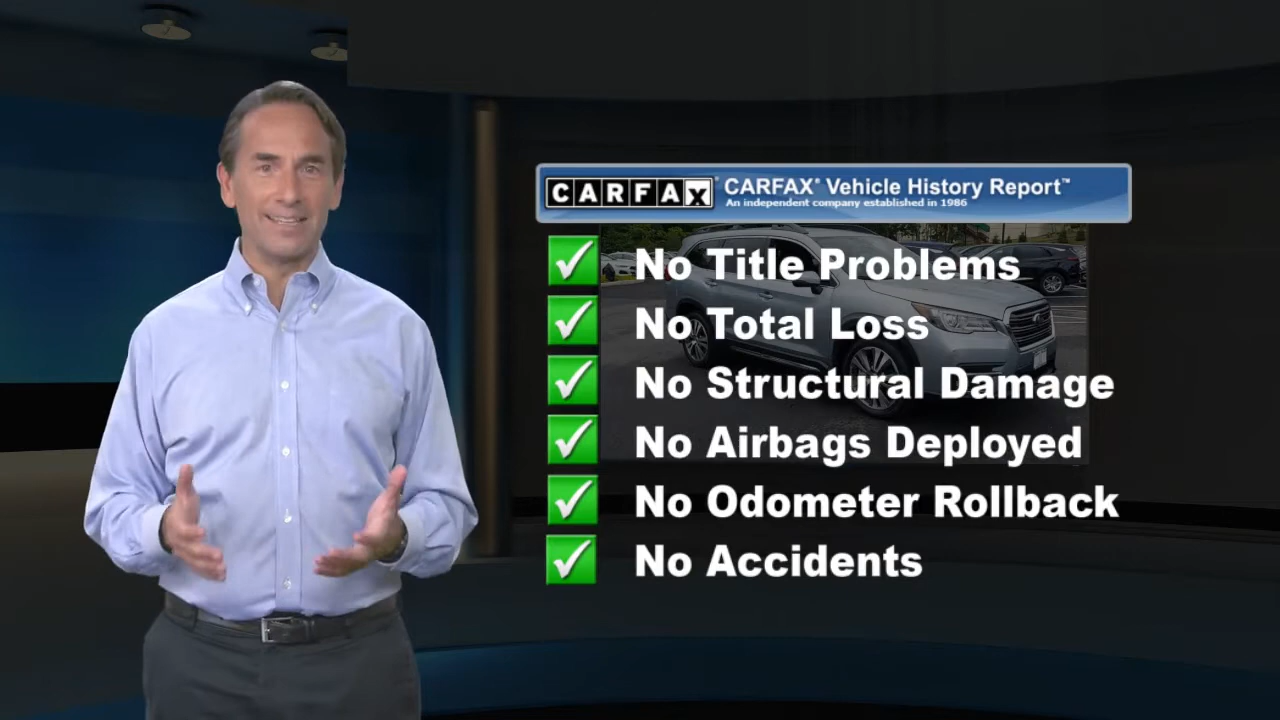 CARFAX® CARFAX® Vehicle History Report™
An independent company established in 1986
No Title Problems
No Total Loss
No Structural Damage
No Airbags Deployed
No Odometer Rollback
No Accidents